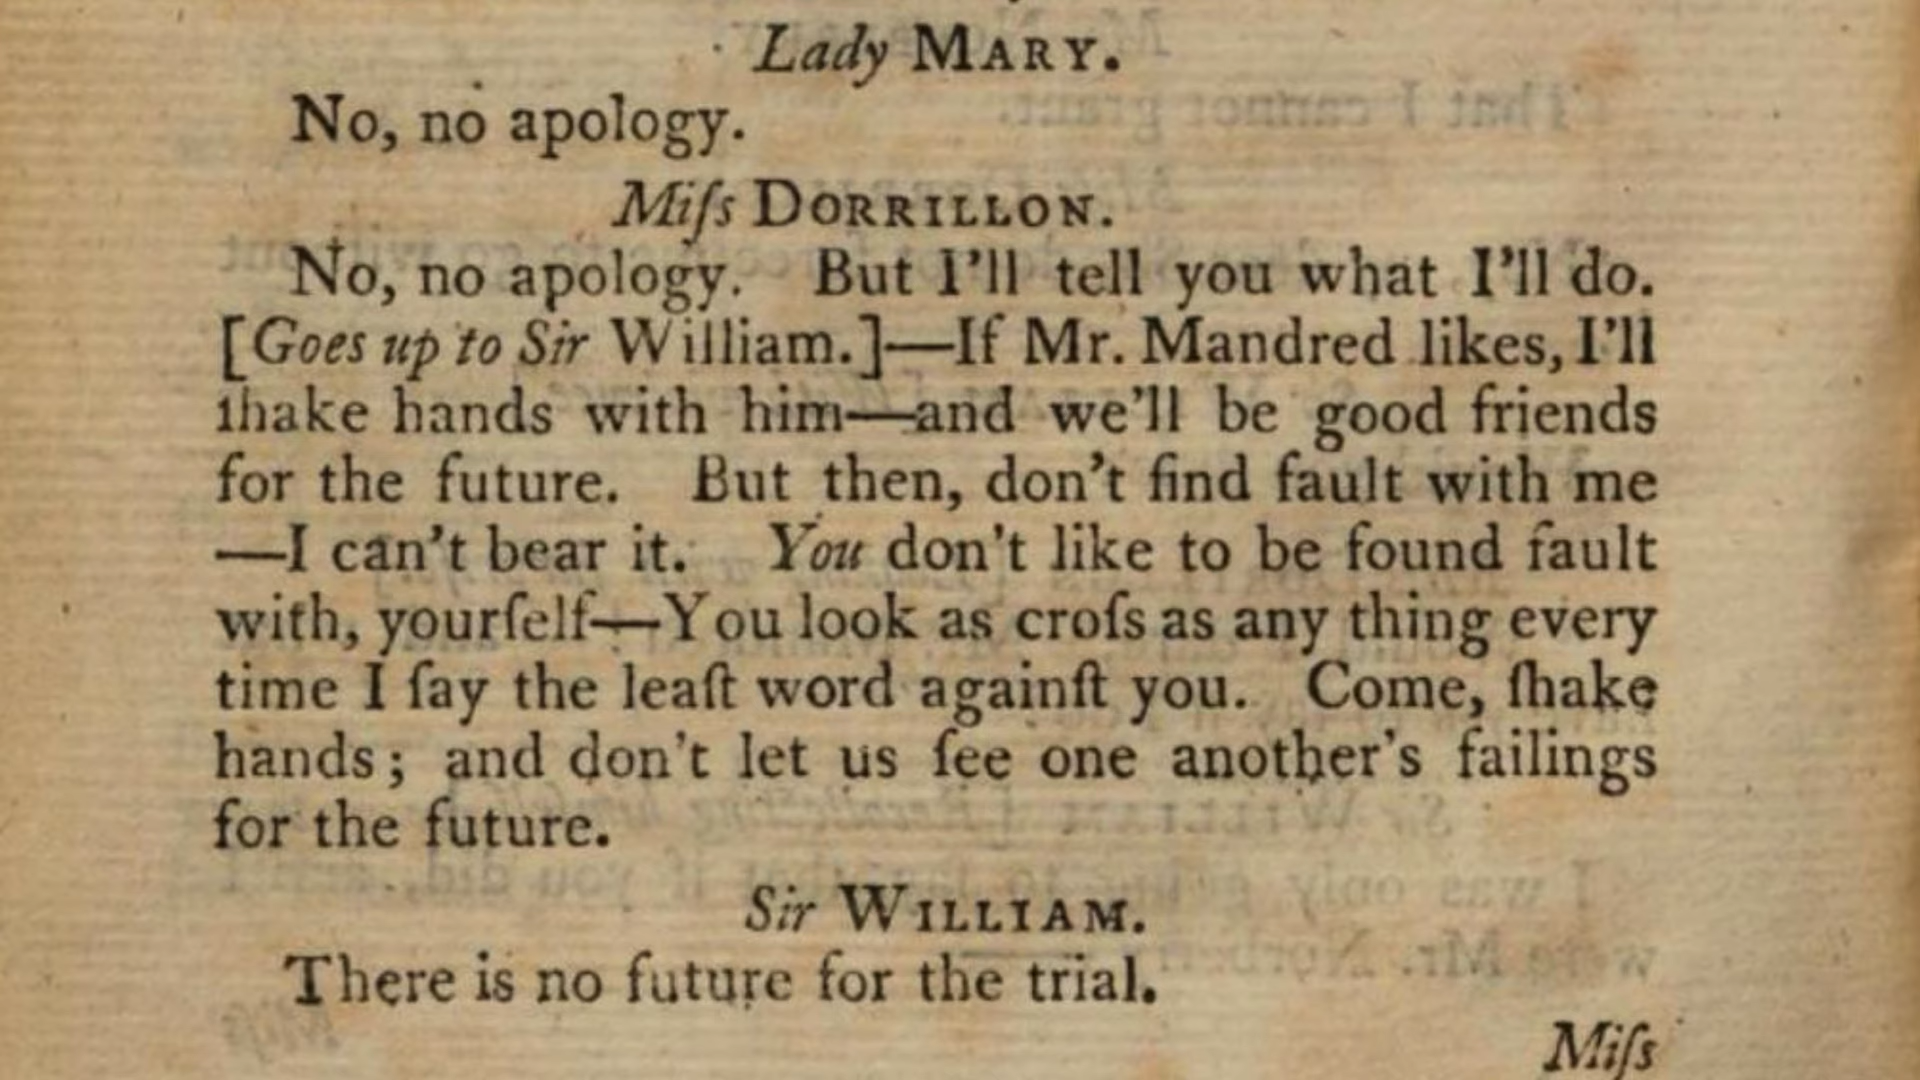 Lady MARY.
No, no apology.
Miſs DORRILLON.
No, no apology. But I'll tell you what I'll do.
[Goes up to Sir William.]—If Mr. Mandred likes, I'll
ſhake hands with him—and we'll be good friends
for the future. But then, don't find fault with me
—I can't bear it. You don't like to be found fault
with, yourſelf—You look as croſs as any thing every
time I ſay the leaſt word againſt you. Come, ſhake
hands; and don't let us ſee one another's failings
for the future.
Sir WILLIAM.
There is no future for the trial.
Miſs